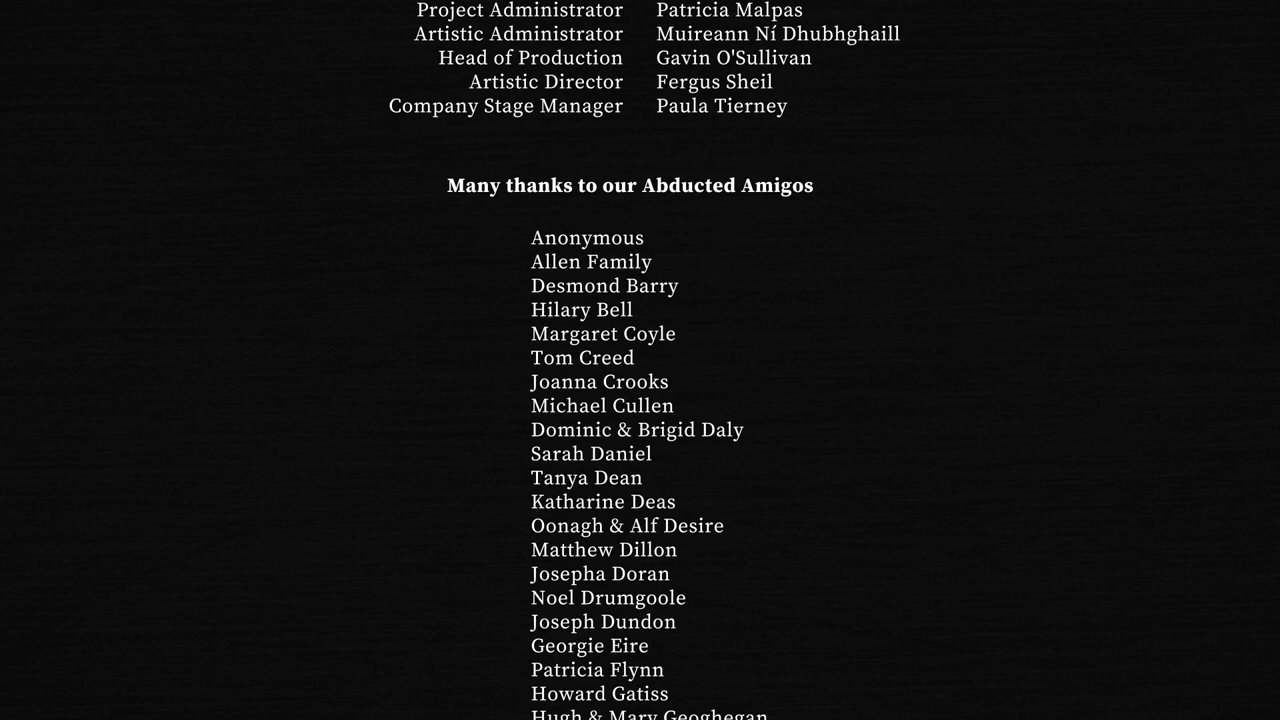 Project Administrator Patricia Malpas
Artistic Administrator Muireann Ní Dhubhghaill
Head of Production Gavin O'Sullivan
Artistic Director Fergus Sheil
Company Stage Manager Paula Tierney
Many thanks to our Abducted Amigos
Anonymous
Allen Family
Desmond Barry
Hilary Bell
Margaret Coyle
Tom Creed
Joanna Crooks
Michael Cullen
Dominic & Brigid Daly
Sarah Daniel
Tanya Dean
Katharine Deas
Oonagh & Alf Desire
Matthew Dillon
Josepha Doran
Noel Drumgoole
Joseph Dundon
Georgie Eire
Patricia Flynn
Howard Gatiss
Hugh & Mary Geoghegan